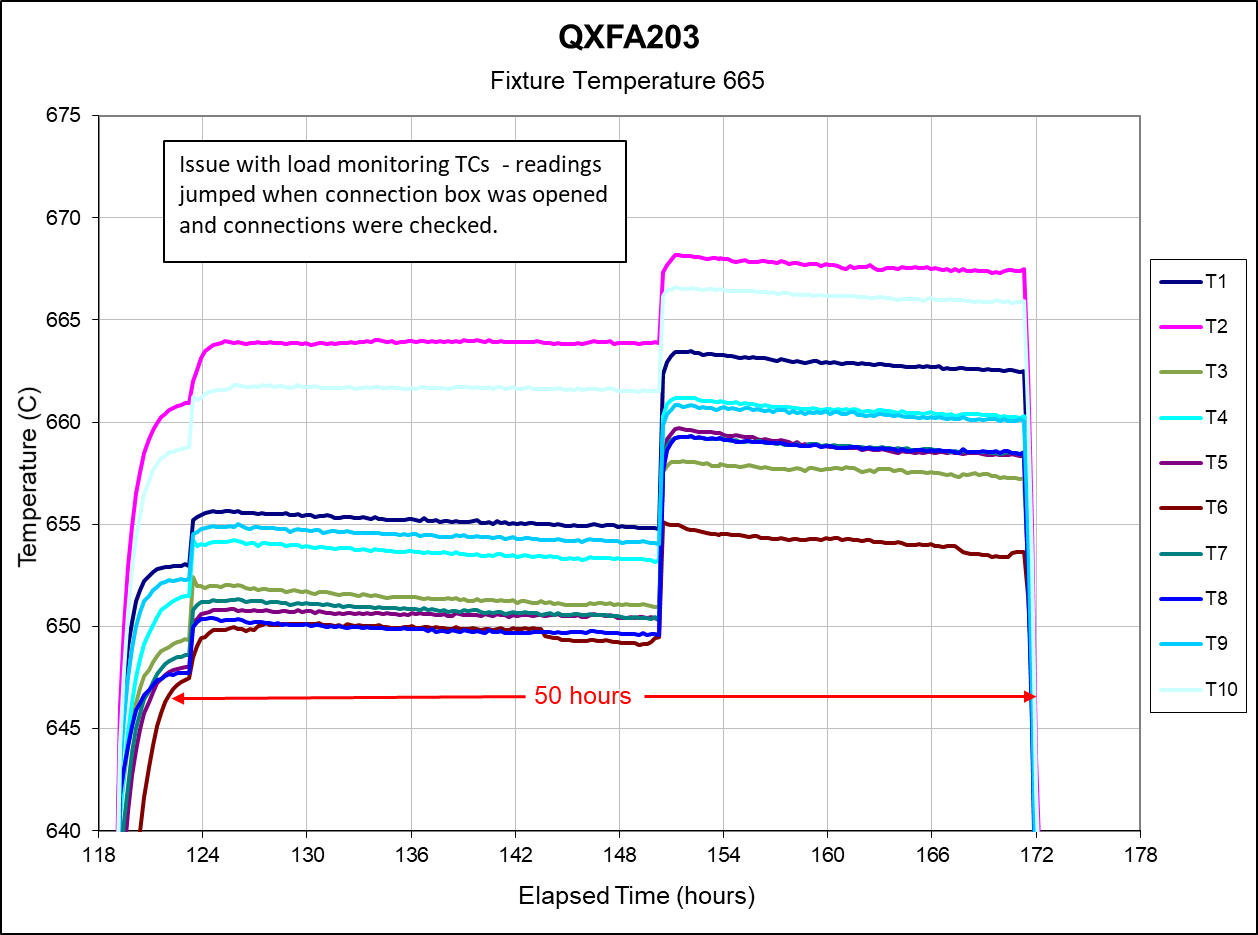 QXFA203
Fixture Temperature 665
Issue with load monitoring TCs - readings
jumped when connection box was opened
and connections were checked.
Temperature (C)
675
670
665
660
655
650
645
640
50 hours
118 124 130 136 142 148 154 160 166 172 178
Elapsed Time (hours)
T1
T2
T3
T4
T5
T6
T7
T8
T9
T10